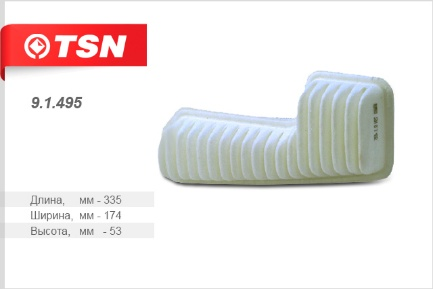 TSN
9.1.495
Длина, мм - 335
Ширина, мм - 174
Высота, мм - 53